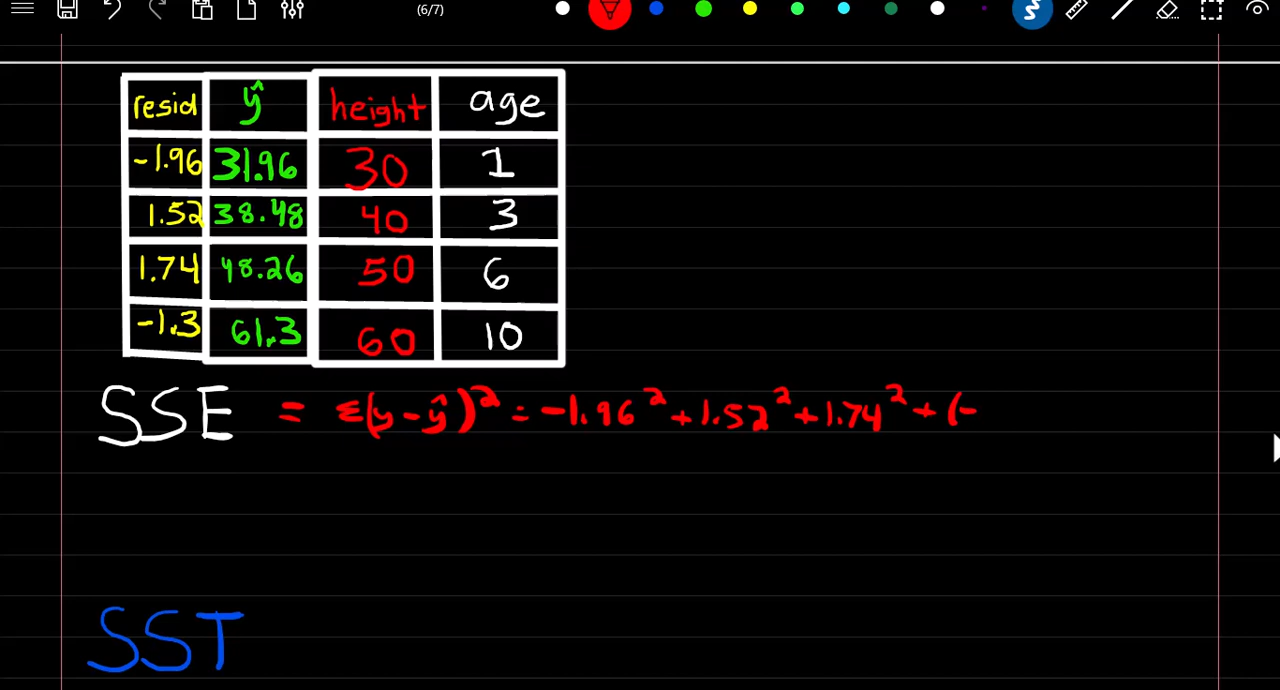 (6/7)
resid ŷ height age
-1.96 31.96 30 1
1.52 38.48 40 3
1.74 48.26 50 6
-1.3 61.3 60 10
SSE = Σ(y - ŷ)² = -1.96² + 1.52² + 1.74² + (-
SST